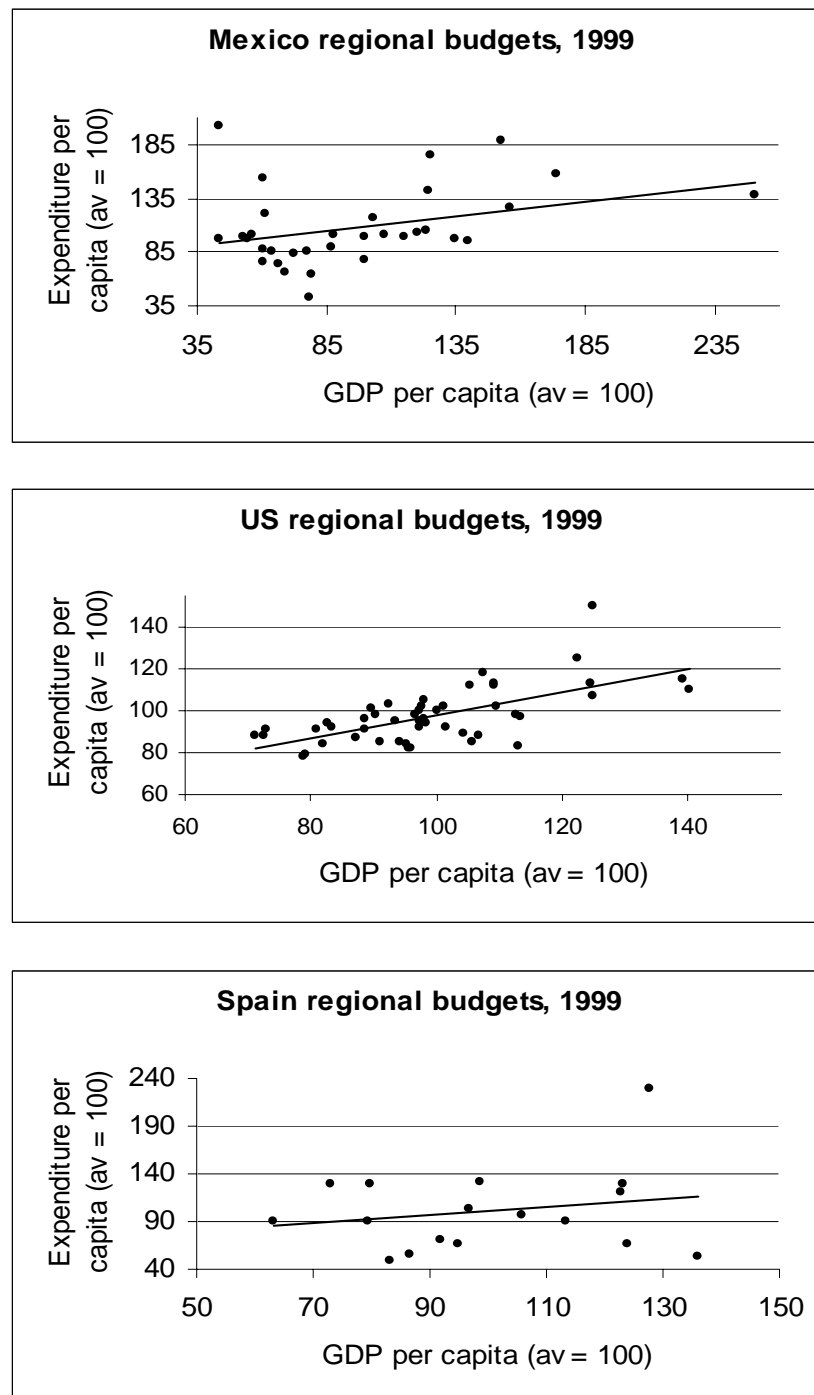 Mexico regional budgets, 1999
Expenditure per
capita (av = 100)
185
135
85
35
35 85 135 185 235
GDP per capita (av = 100)
US regional budgets, 1999
Expenditure per
capita (av = 100)
140
120
100
80
60
60 80 100 120 140
GDP per capita (av = 100)
Spain regional budgets, 1999
Expenditure per
capita (av = 100)
240
190
140
90
40
50 70 90 110 130 150
GDP per capita (av = 100)